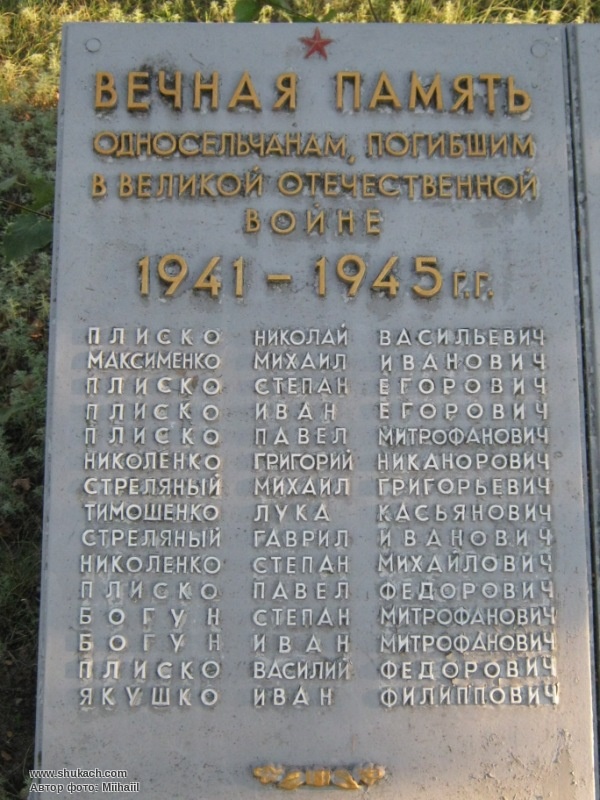 ВЕЧНАЯ ПАМЯТЬ
ОДНОСЕЛЬЧАНАМ, ПОГИБШИМ
В ВЕЛИКОЙ ОТЕЧЕСТВЕННОЙ
ВОЙНЕ
1941 – 1945 Г.Г.
ПЛИСКО НИКОЛАЙ ВАСИЛЬЕВИЧ
МАКСИМЕНКО МИХАИЛ ИВАНОВИЧ
ПЛИСКО СТЕПАН ЕГОРОВИЧ
ПЛИСКО ИВАН ЕГОРОВИЧ
ПЛИСКО ПАВЕЛ МИТРОФАНОВИЧ
НИКОЛЕНКО ГРИГОРИЙ НИКАНОРОВИЧ
СТРЕЛЯНЫЙ МИХАИЛ ГРИГОРЬЕВИЧ
ТИМОШЕНКО ЛУКА КАСЬЯНОВИЧ
СТРЕЛЯНЫЙ ГАВРИЛ ИВАНОВИЧ
НИКОЛЕНКО СТЕПАН МИХАЙЛОВИЧ
ПЛИСКО ПАВЕЛ ФЕДОРОВИЧ
БОГУН СТЕПАН МИТРОФАНОВИЧ
БОГУН ИВАН МИТРОФАНОВИЧ
ПЛИСКО ВАСИЛИЙ ФЕДОРОВИЧ
ЯКУШКО ИВАН ФИЛИППОВИЧ
www.shukach.com
Автор фото: Miihaiil